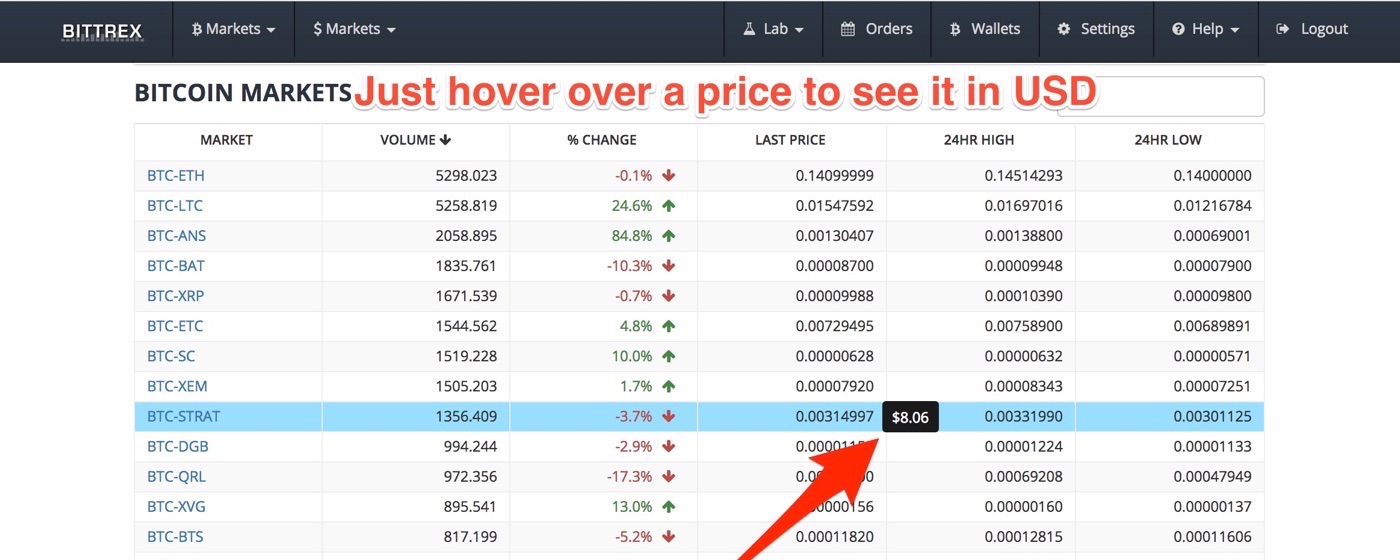 BITTREX ฿ Markets $ Markets Lab Orders Wallets Settings Help Logout
BITCOIN MARKETS Just hover over a price to see it in USD
MARKET VOLUME % CHANGE LAST PRICE 24HR HIGH 24HR LOW
BTC-ETH 5298.023 -0.1% 0.14099999 0.14514293 0.14000000
BTC-LTC 5258.819 24.6% 0.01547592 0.01697016 0.01216784
BTC-ANS 2058.895 84.8% 0.00130407 0.00138800 0.00069001
BTC-BAT 1835.761 -10.3% 0.00008700 0.00009948 0.00007900
BTC-XRP 1671.539 -0.7% 0.00009988 0.00010390 0.00009800
BTC-ETC 1544.562 4.8% 0.00729495 0.00758900 0.00689891
BTC-SC 1519.228 10.0% 0.00000628 0.00000632 0.00000571
BTC-XEM 1505.203 1.7% 0.00007920 0.00008343 0.00007251
BTC-STRAT 1356.409 -3.7% 0.00314997 $8.06 0.00331990 0.00301125
BTC-DGB 994.244 -2.9% 0.00001224 0.00001133
BTC-QRL 972.356 -17.3% 0.00069208 0.00047949
BTC-XVG 895.541 13.0% 0.00000160 0.00000137
BTC-BTS 817.199 -5.2% 0.00011820 0.00012815 0.00011606